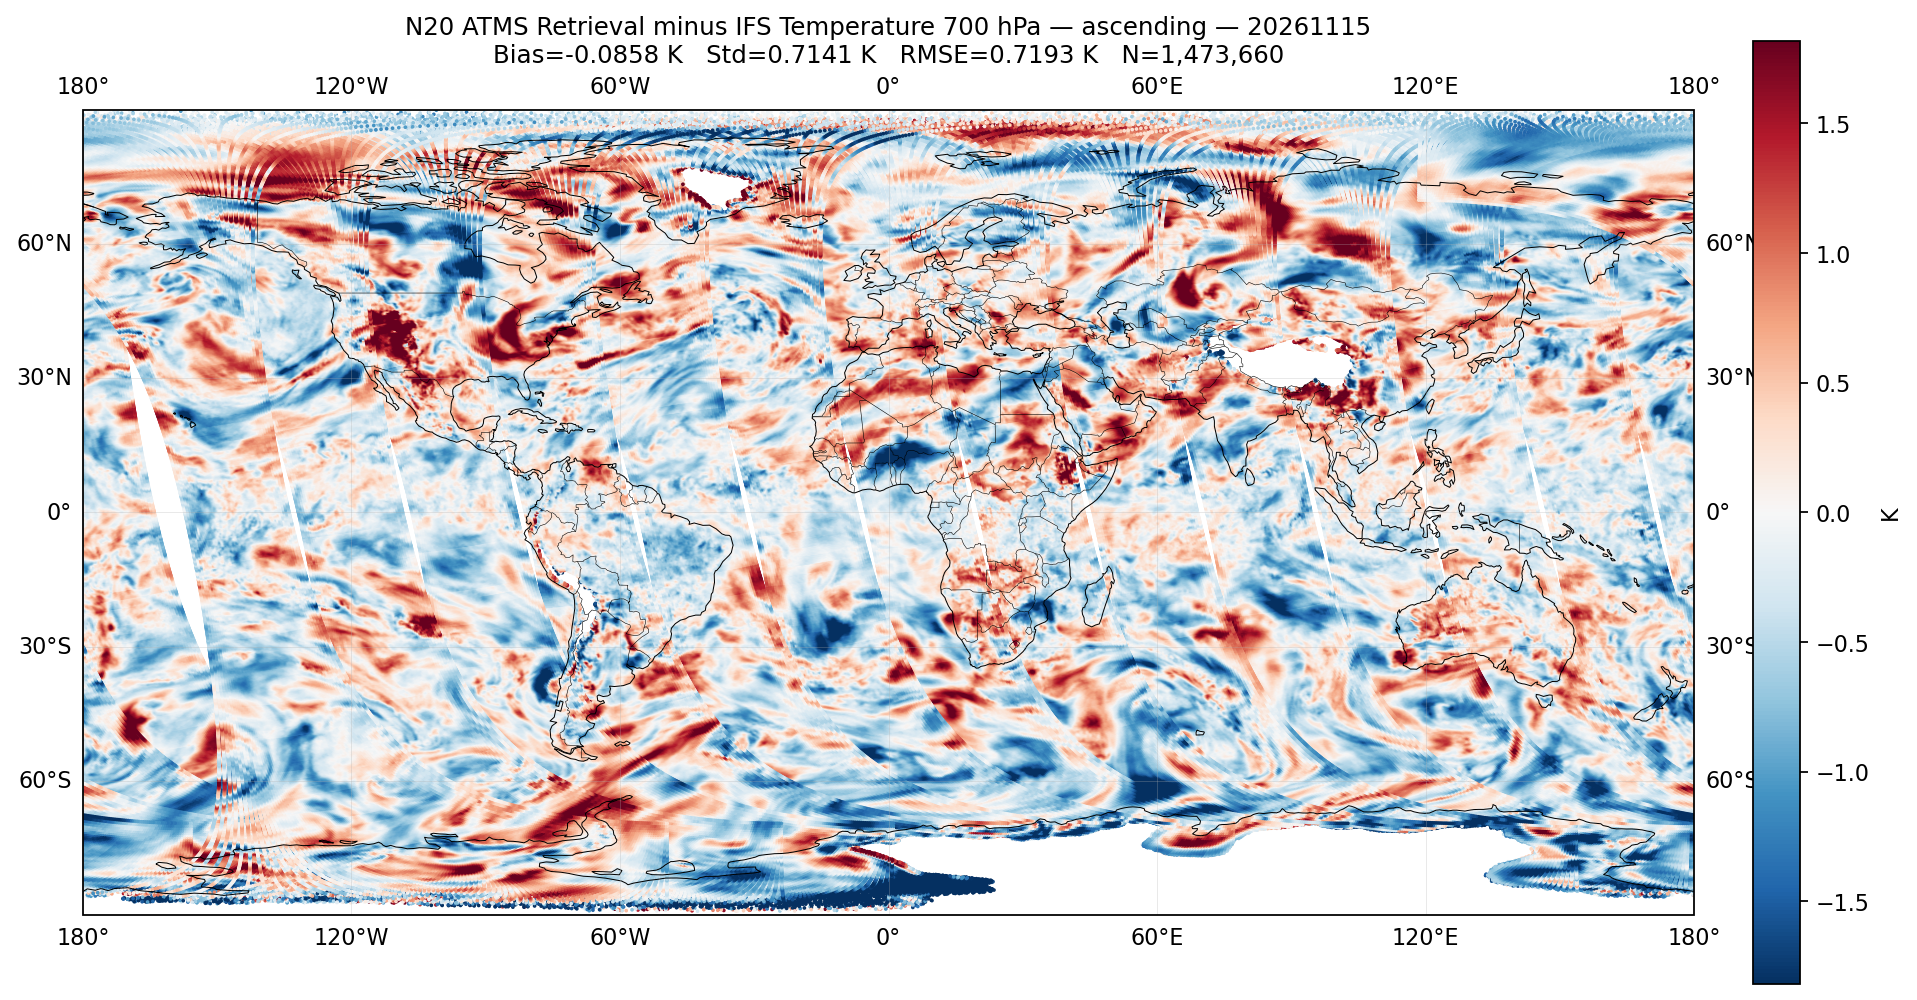 N20 ATMS Retrieval minus IFS Temperature 700 hPa — ascending — 20261115
Bias=-0.0858 K   Std=0.7141 K   RMSE=0.7193 K   N=1,473,660
180° 120°W 60°W 0° 60°E 120°E 180°
60°N 60°N
30°N 30°N
0° 0°
30°S 30°S
60°S 60°S
180° 120°W 60°W 0° 60°E 120°E 180°
1.5
1.0
0.5
0.0
−0.5
−1.0
−1.5
K